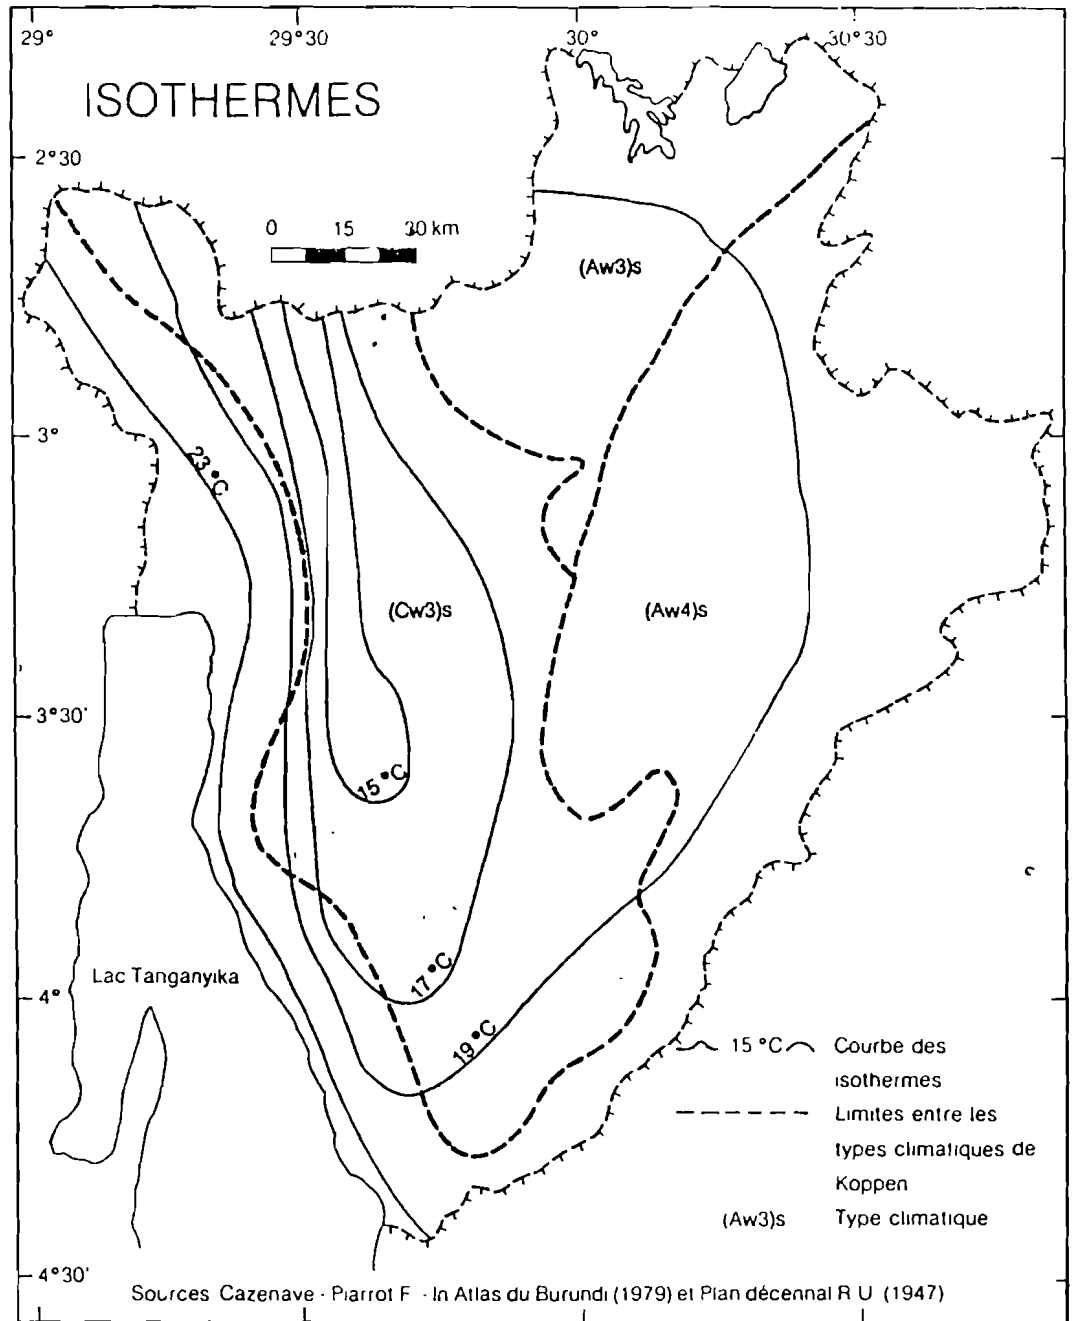 29°
29°30
30°
30°30
ISOTHERMES
2°30
0 15 30 km
(Aw3)s
3°
23°C
(Cw3)s
(Aw4)s
3°30'
15°C
Lac Tanganyika
17°C
4°
19°C
15°C Courbe des
isothermes
Limites entre les
types climatiques de
Koppen
(Aw3)s Type climatique
4°30'
Sources Cazenave - Piarrot F - In Atlas du Burundi (1979) et Plan décennal R U (1947)